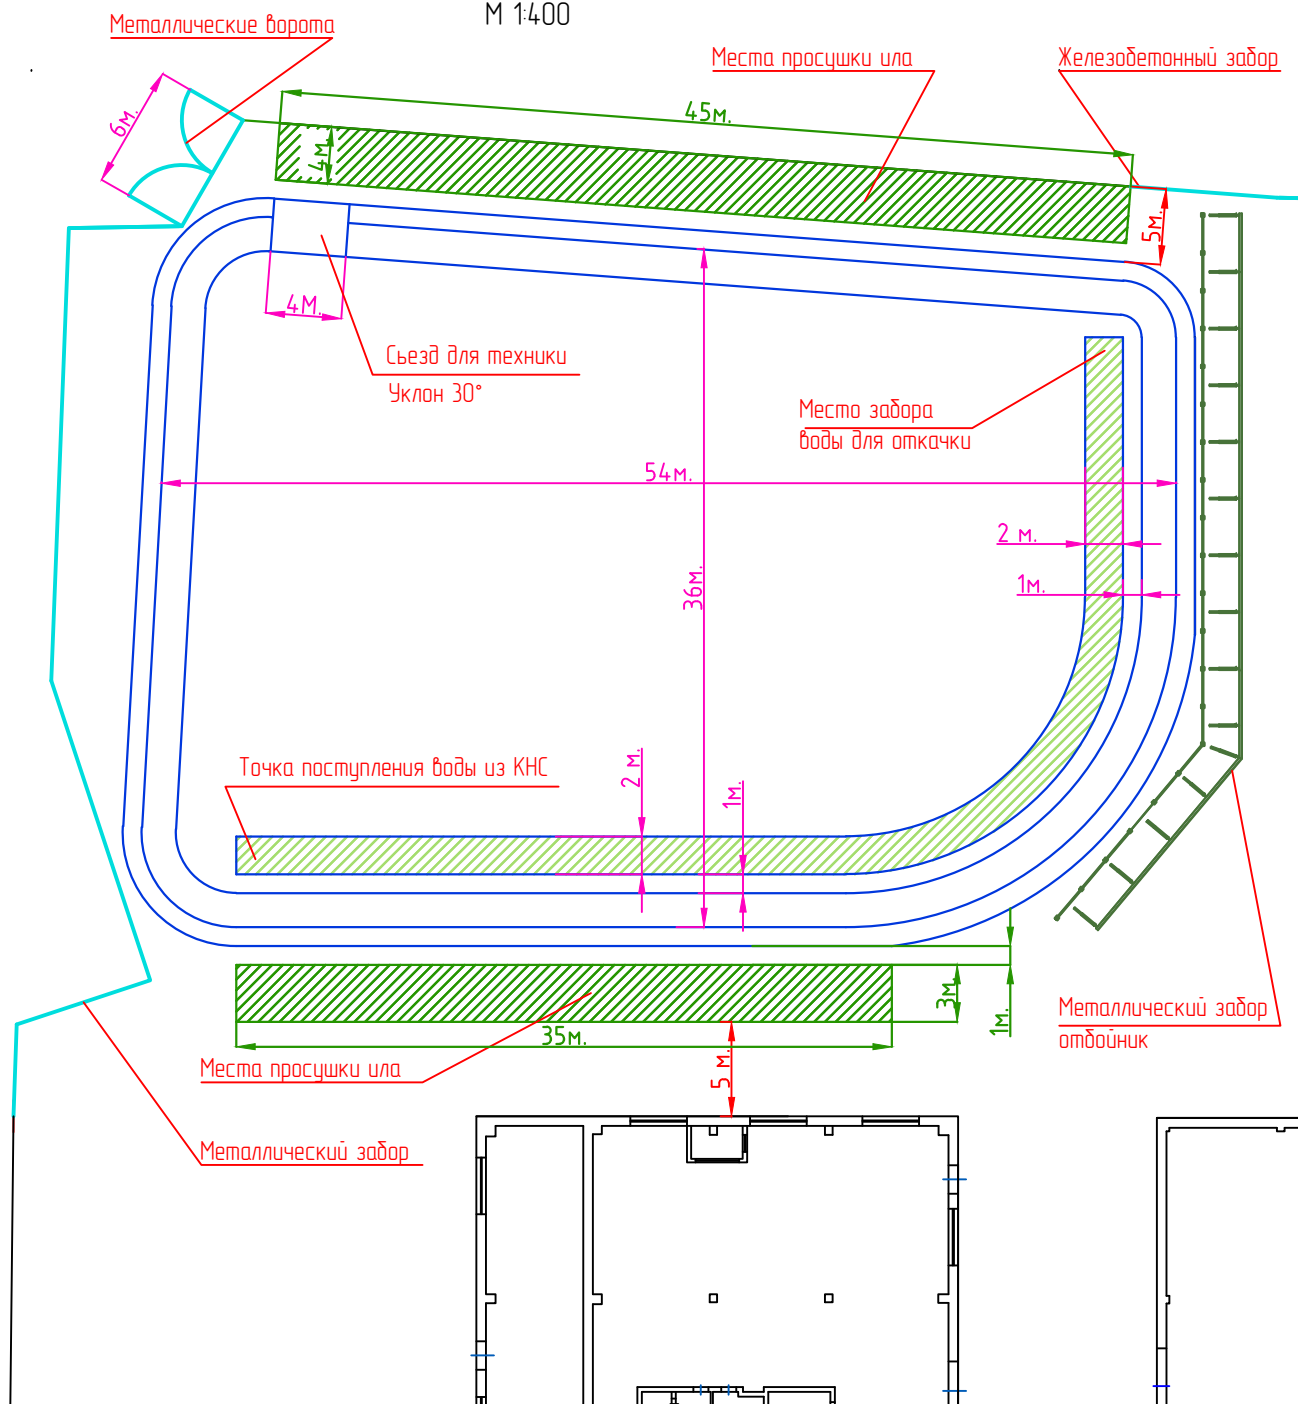 М 1:400
Металлические ворота
Места просушки ила
Железобетонный забор
6м.
45м.
4м.
5м.
4М.
Сьезд для техники
Уклон 30°
Место забора
воды для откачки
54м.
2 м.
36м.
1м.
Точка поступления воды из КНС
2 м.
1м.
3м.
1м.
Металлический забор
отбойник
35м.
Места просушки ила
5 м.
Металлический забор